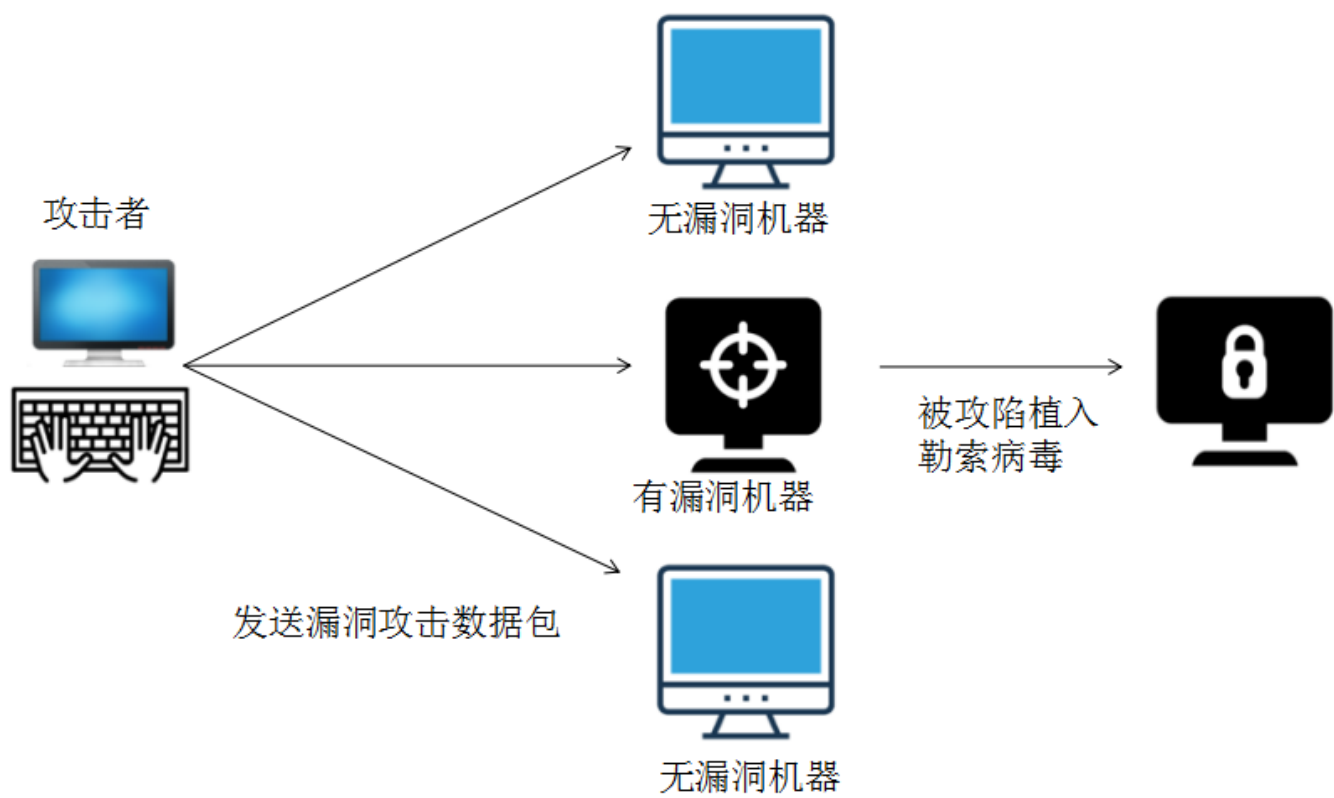 攻击者
无漏洞机器
有漏洞机器
被攻陷植入
勒索病毒
发送漏洞攻击数据包
无漏洞机器